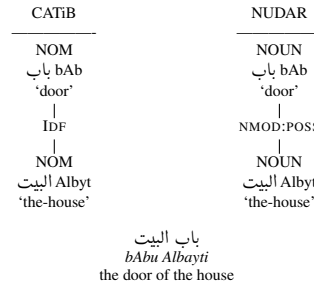 CATiB NUDAR
NOM NOUN
باب bAb باب bAb
‘door’ ‘door’
IDF NMOD:POSS
NOM NOUN
البيت Albyt البيت Albyt
‘the-house’ ‘the-house’
باب البيت
bAbu Albayti
the door of the house